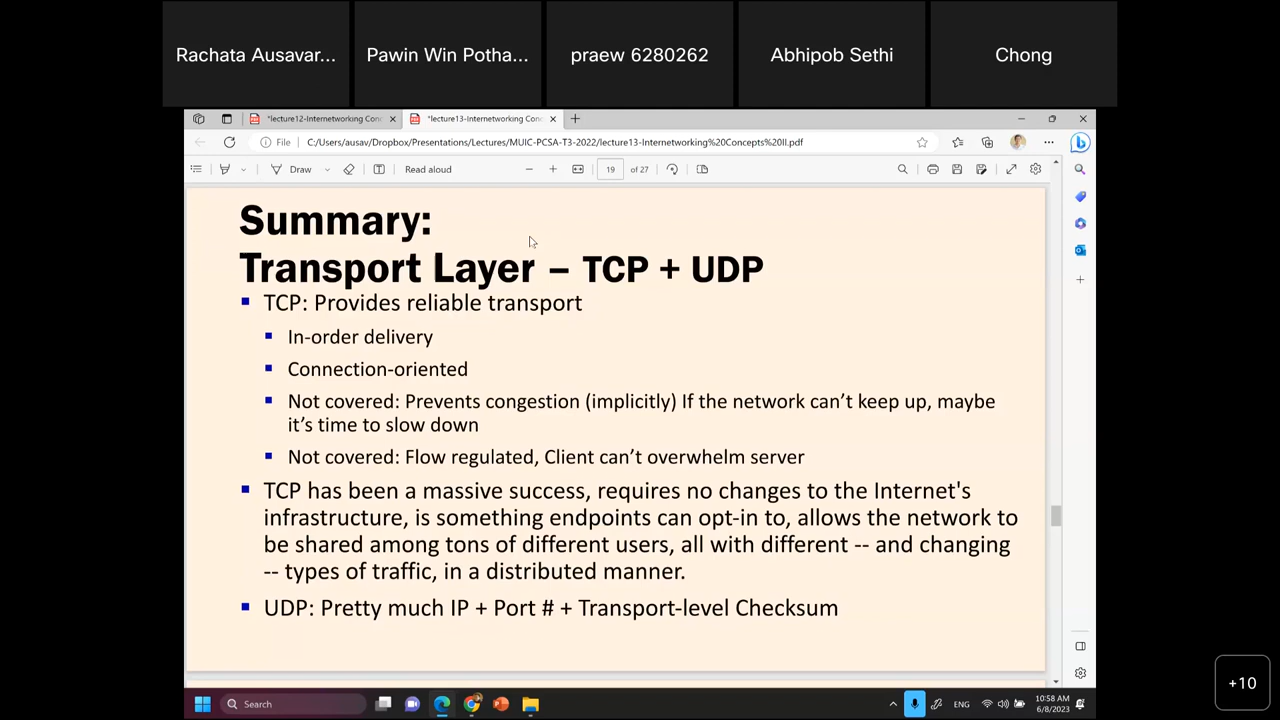 Rachata Ausavar...
Pawin Win Potha...
praew 6280262
Abhipob Sethi
Chong
*lecture12-Internetworking Con
*lecture13-Internetworking Conc
File
C:/Users/ausav/Dropbox/Presentations/Lectures/MUIC-PCSA-T3-2022/lecture13-Internetworking%20Concepts%20II.pdf
Draw
Read aloud
19
of 27
Summary:
Transport Layer – TCP + UDP
TCP: Provides reliable transport
In-order delivery
Connection-oriented
Not covered: Prevents congestion (implicitly) If the network can’t keep up, maybe
it’s time to slow down
Not covered: Flow regulated, Client can’t overwhelm server
TCP has been a massive success, requires no changes to the Internet's
infrastructure, is something endpoints can opt-in to, allows the network to
be shared among tons of different users, all with different -- and changing
-- types of traffic, in a distributed manner.
UDP: Pretty much IP + Port # + Transport-level Checksum
+10
Search
ENG
10:58 AM
6/8/2023